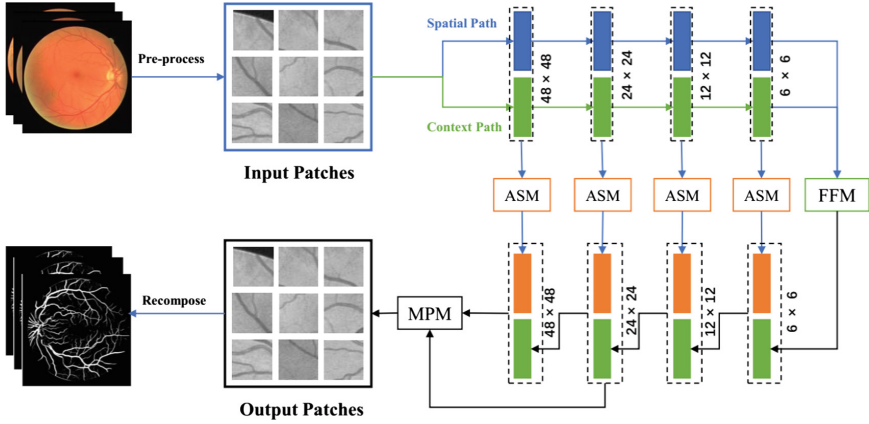 Pre-process
Input Patches
Spatial Path
Context Path
48 × 48
24 × 24
12 × 12
6 × 6
ASM
ASM
ASM
ASM
FFM
Recompose
Output Patches
MPM
48 × 48
24 × 24
12 × 12
6 × 6